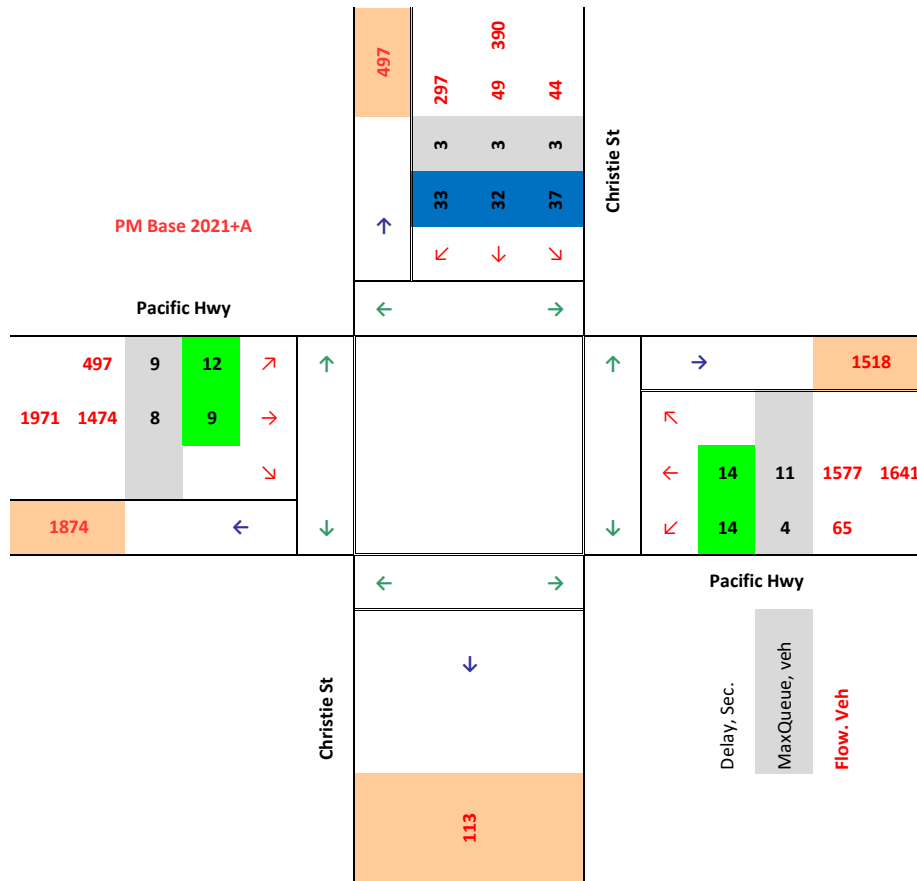 497
390
297 49 44
3 3 3
33 32 37
Christie St
PM Base 2021+A
↑
↙ ↓ ↘
Pacific Hwy
← →
497 9 12 ↗ ↑ ↑ → 1518
1971 1474 8 9 →
↖
↘ ← 14 11 1577 1641
1874 ← ↓ ↓ ↙ 14 4 65
← →
Pacific Hwy
↓
Christie St
Delay, Sec.
MaxQueue, veh
Flow. Veh
113